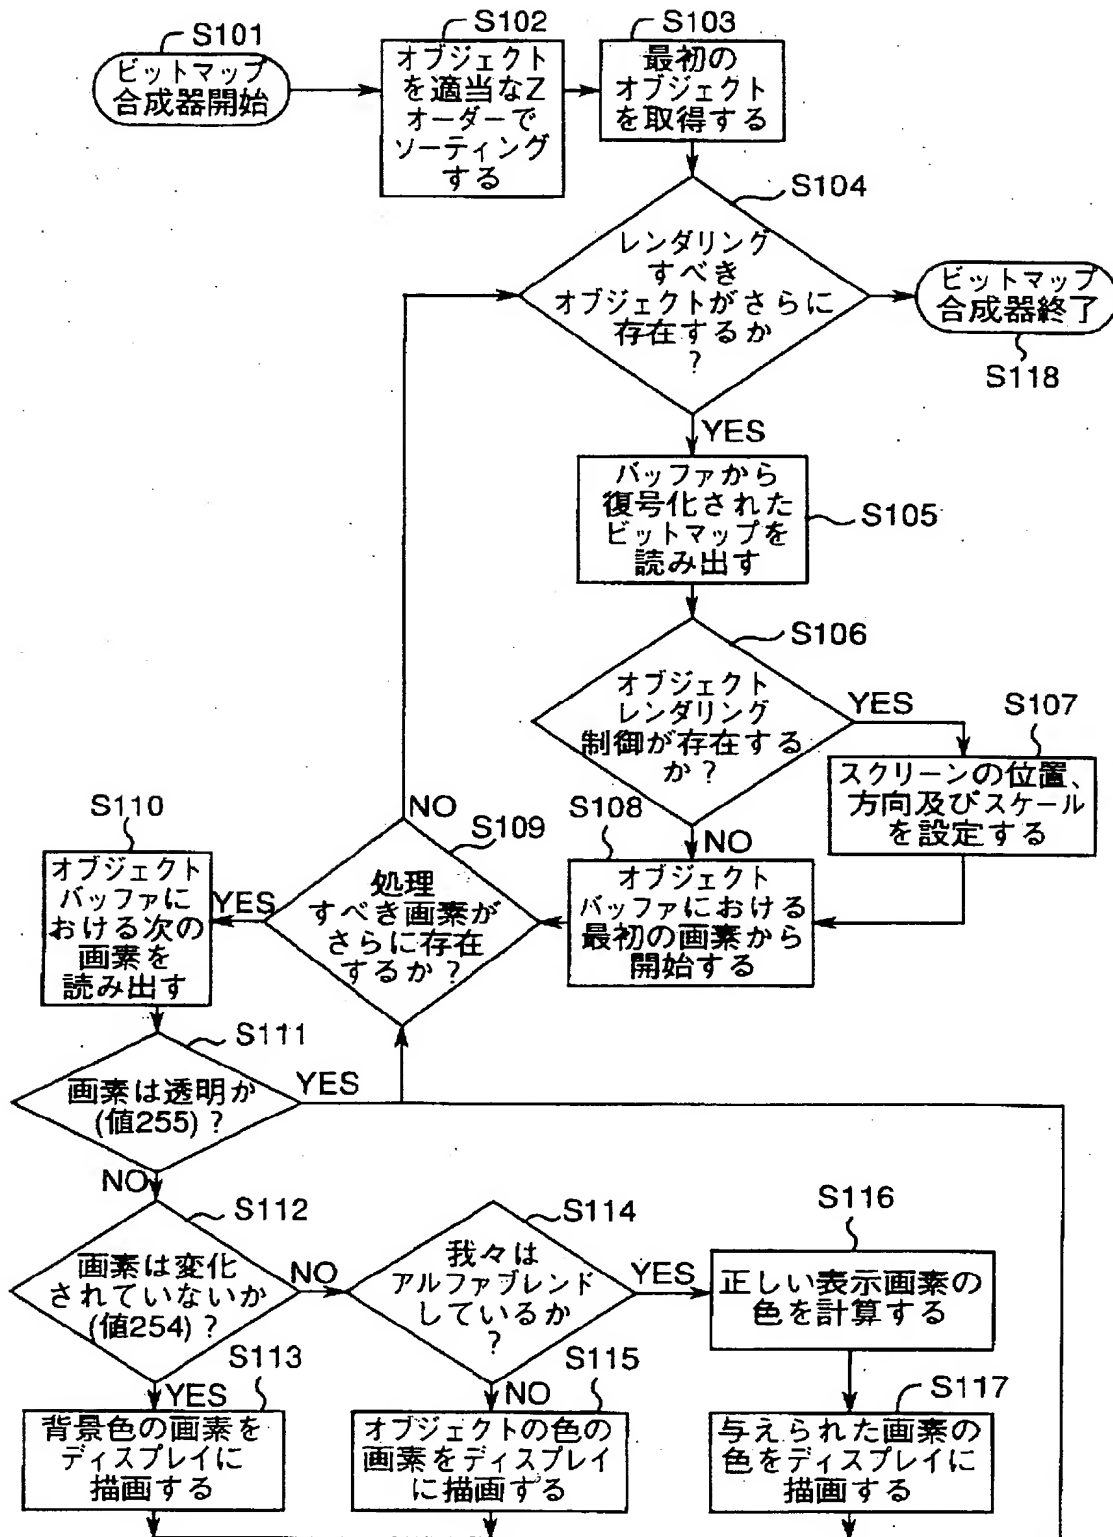 S101
ビットマップ
合成器開始
S102
オブジェクト
を適当なZ
オーダーで
ソーティング
する
S103
最初の
オブジェクト
を取得する
S104
レンダリング
すべき
オブジェクトがさらに
存在するか
?
ビットマップ
合成器終了
S118
YES
バッファから
復号化された
ビットマップを
読み出す
S105
S106
オブジェクト
レンダリング
制御が存在する
か?
YES
S107
スクリーンの位置、
方向及びスケール
を設定する
NO
S108
オブジェクト
バッファにおける
最初の画素から
開始する
NO
S109
処理
すべき画素が
さらに存在
するか?
YES
S110
オブジェクト
バッファに
おける次の
画素を
読み出す
S111
画素は透明か
(値255)?
YES
NO
S112
画素は変化
されていないか
(値254)?
NO
S114
我々は
アルファブレンド
しているか
?
YES
S116
正しい表示画素の
色を計算する
YES
S113
背景色の画素を
ディスプレイに
描画する
NO
S115
オブジェクトの色の
画素をディスプレイ
に描画する
S117
与えられた画素の
色をディスプレイに
描画する